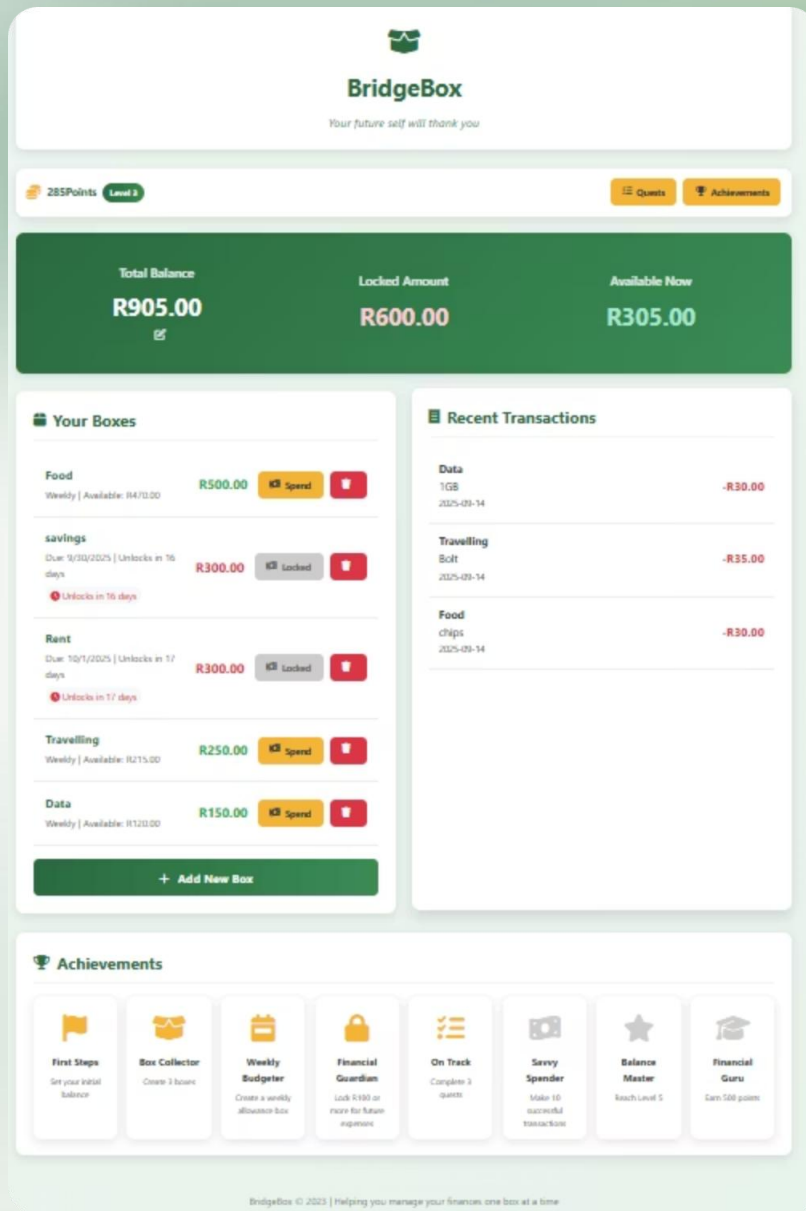 BridgeBox
Your future self will thank you
285Points Level 3
Quests
Achievements
Total Balance
R905.00
Locked Amount
R600.00
Available Now
R305.00
Your Boxes
Food
Weekly | Available: R470.00
R500.00
Spend
savings
Due: 9/30/2025 | Unlocks in 16
days
Unlocks in 16 days
R300.00
Locked
Rent
Due: 10/1/2025 | Unlocks in 17
days
Unlocks in 17 days
R300.00
Locked
Travelling
Weekly | Available: R215.00
R250.00
Spend
Data
Weekly | Available: R120.00
R150.00
Spend
+ Add New Box
Recent Transactions
Data
1GB
2025-09-14
-R30.00
Travelling
Bolt
2025-09-14
-R35.00
Food
chips
2025-09-14
-R30.00
Achievements
First Steps
Set your initial
balance
Box Collector
Create 3 boxes
Weekly
Budgeter
Create a weekly
allowance box
Financial
Guardian
Lock R100 or
more for future
expenses
On Track
Complete 3
quests
Savvy
Spender
Make 10
successful
transactions
Balance
Master
Reach Level 5
Financial
Guru
Earn 500 points
BridgeBox © 2025 | Helping you manage your finances one box at a time